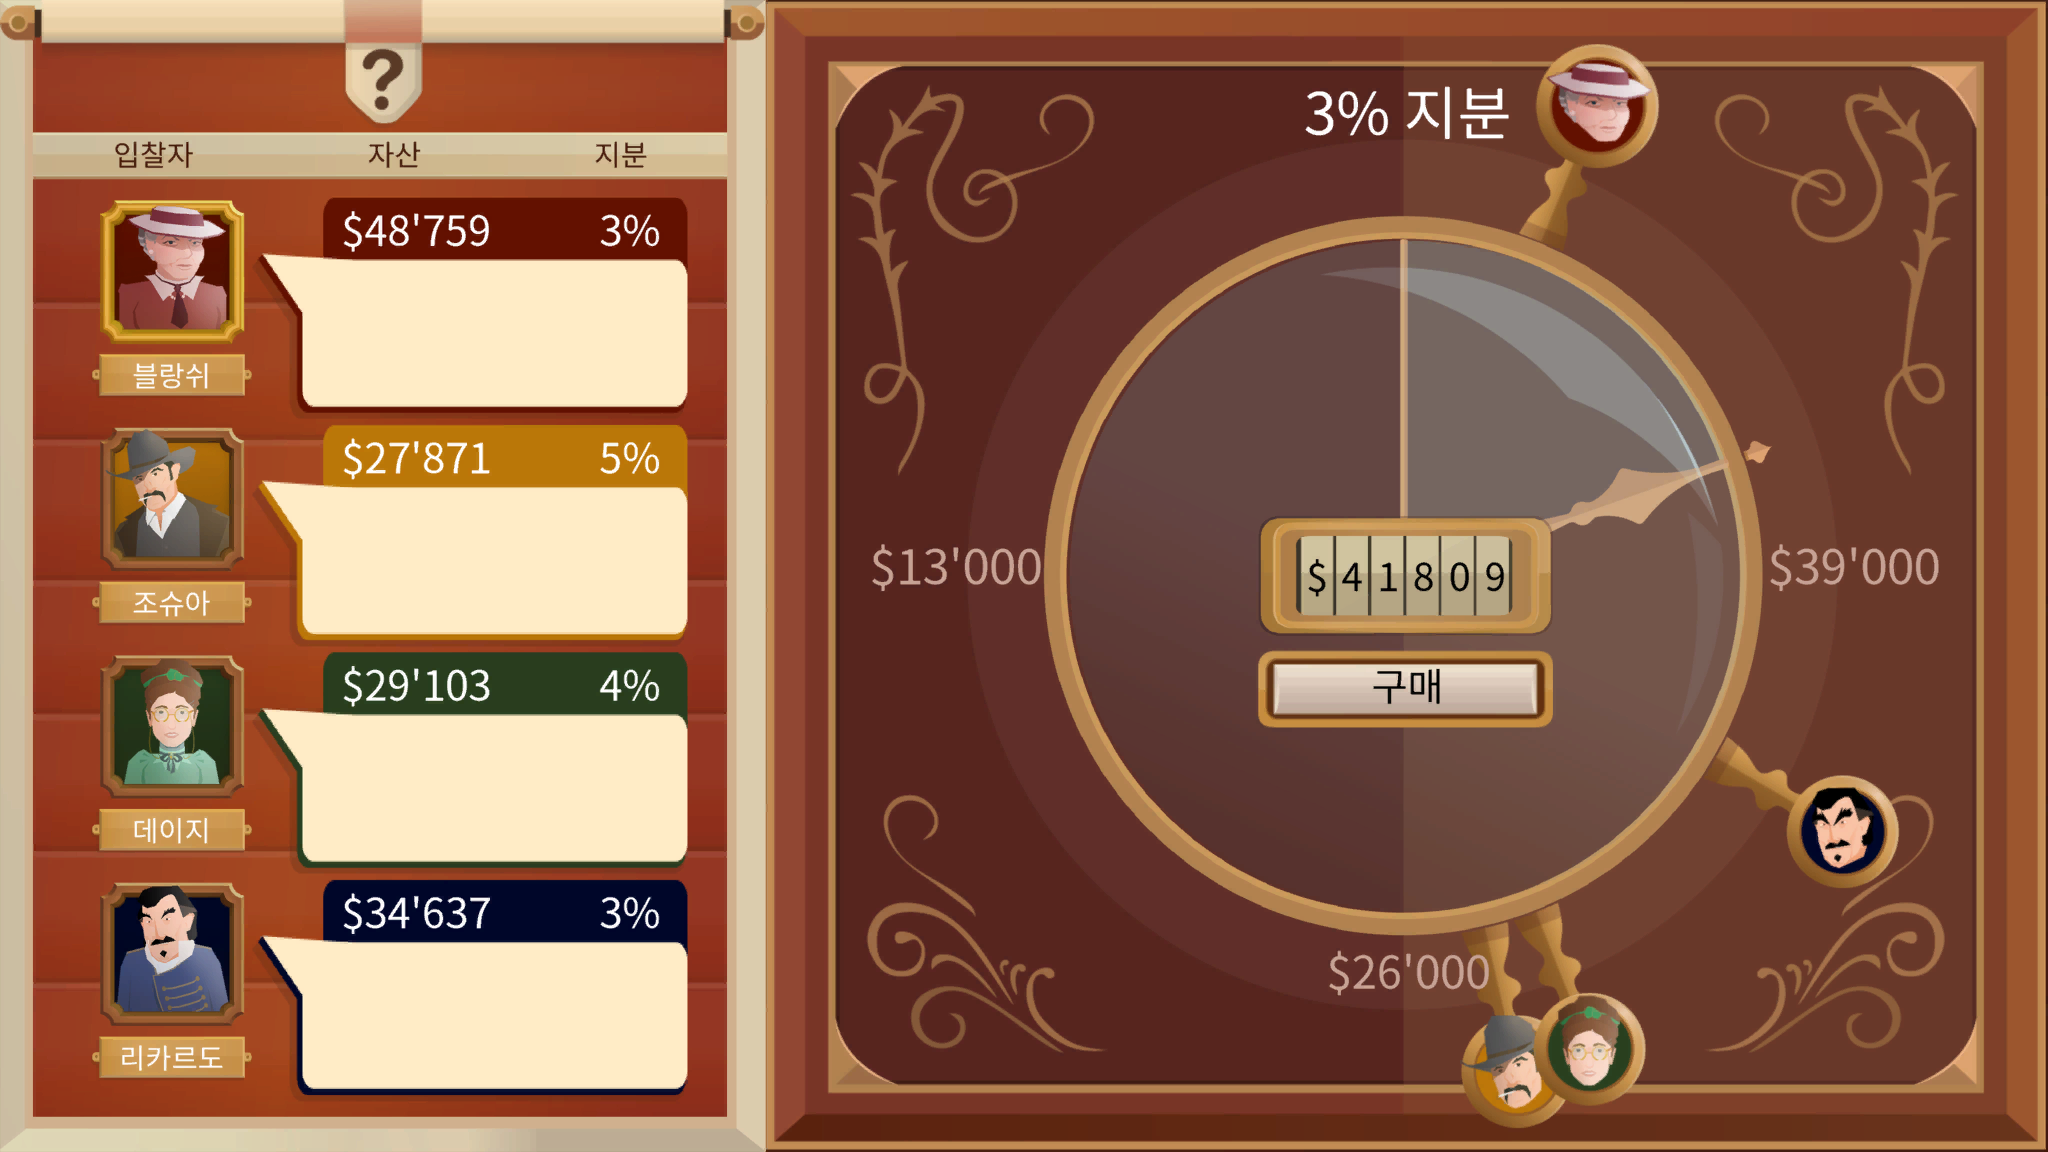 ?
입찰자 자산 지분
$48'759 3%
블랑쉬
$27'871 5%
조슈아
$29'103 4%
데이지
$34'637 3%
리카르도
3% 지분
$13'000
$39'000
$41809
구매
$26'000